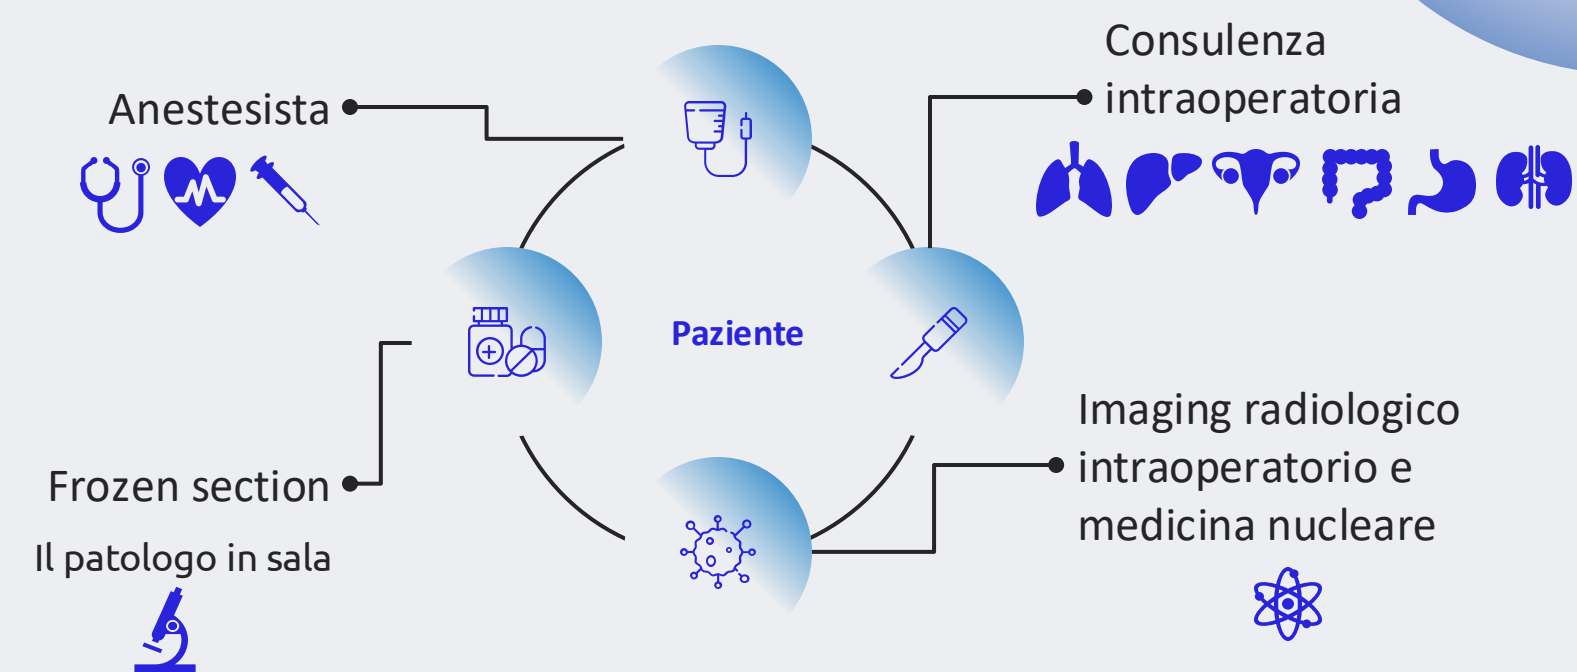 Anestesista
Consulenza
intraoperatoria
Paziente
Frozen section
Il patologo in sala
Imaging radiologico
intraoperatorio e
medicina nucleare